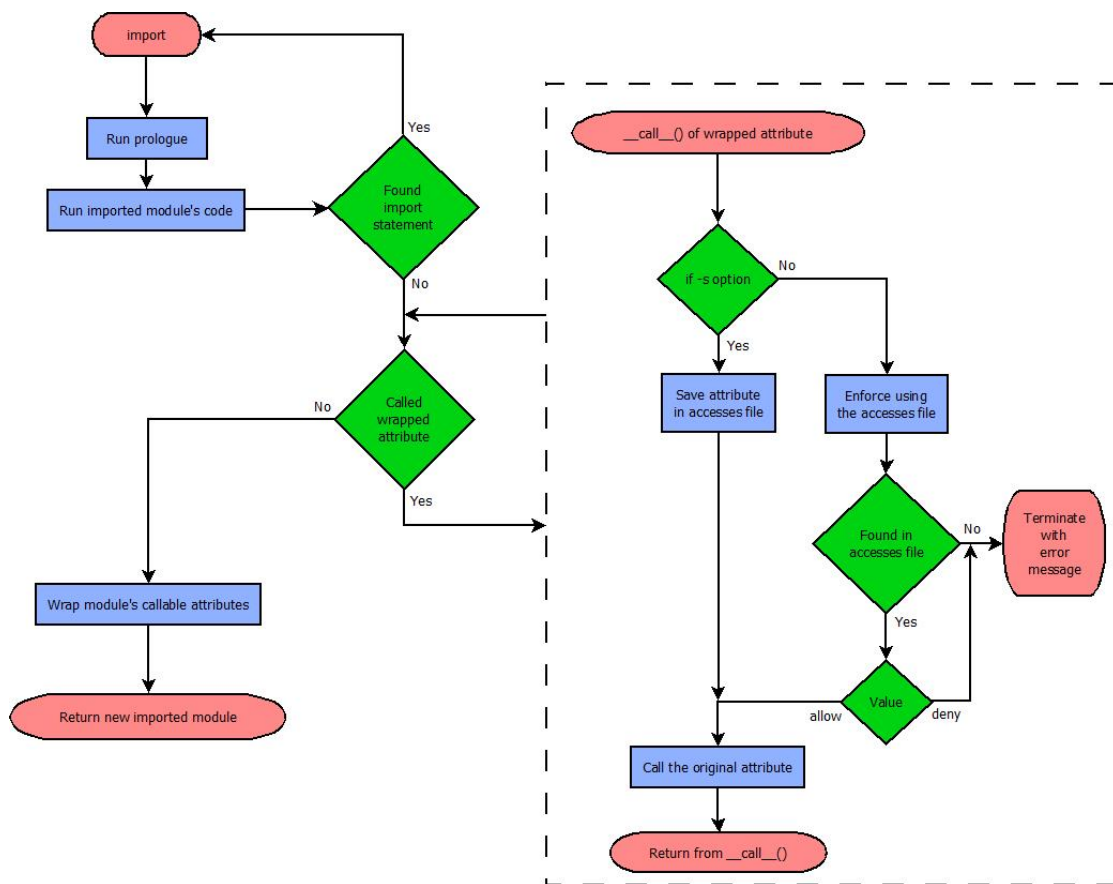 import
Run prologue
Run imported module's code
Yes
Found
import
statement
No
Called
wrapped
attribute
No
Yes
Wrap module's callable attributes
Return new imported module
__call__() of wrapped attribute
if -s option
No
Yes
Save attribute
in accesses file
Enforce using
the accesses file
Found in
accesses file
No
Terminate
with
error
message
Yes
Value
allow
deny
Call the original attribute
Return from __call__()